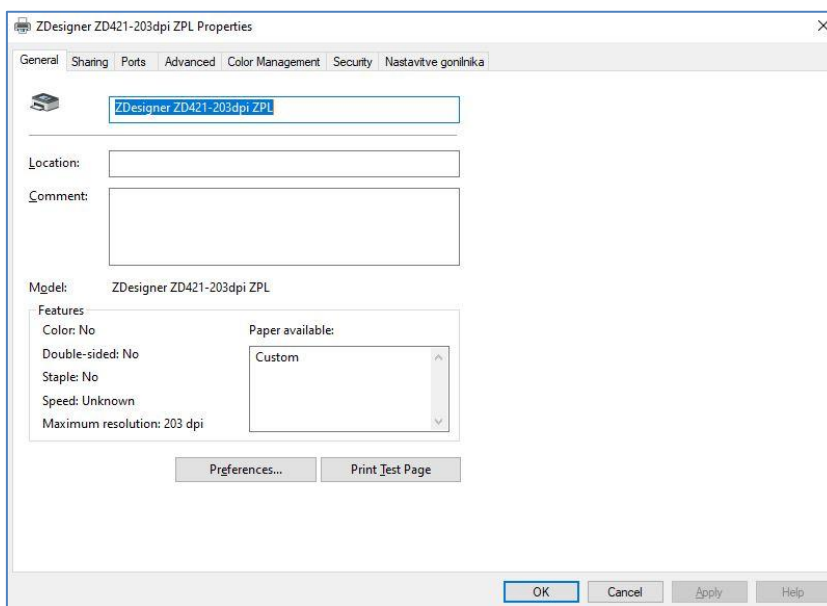 ZDesigner ZD421-203dpi ZPL Properties
General Sharing Ports Advanced Color Management Security Nastavitve gonilnika
ZDesigner ZD421-203dpi ZPL
Location:
Comment:
Model: ZDesigner ZD421-203dpi ZPL
Features
Color: No
Paper available:
Double-sided: No
Custom
Staple: No
Speed: Unknown
Maximum resolution: 203 dpi
Preferences... Print Test Page
OK Cancel Apply Help